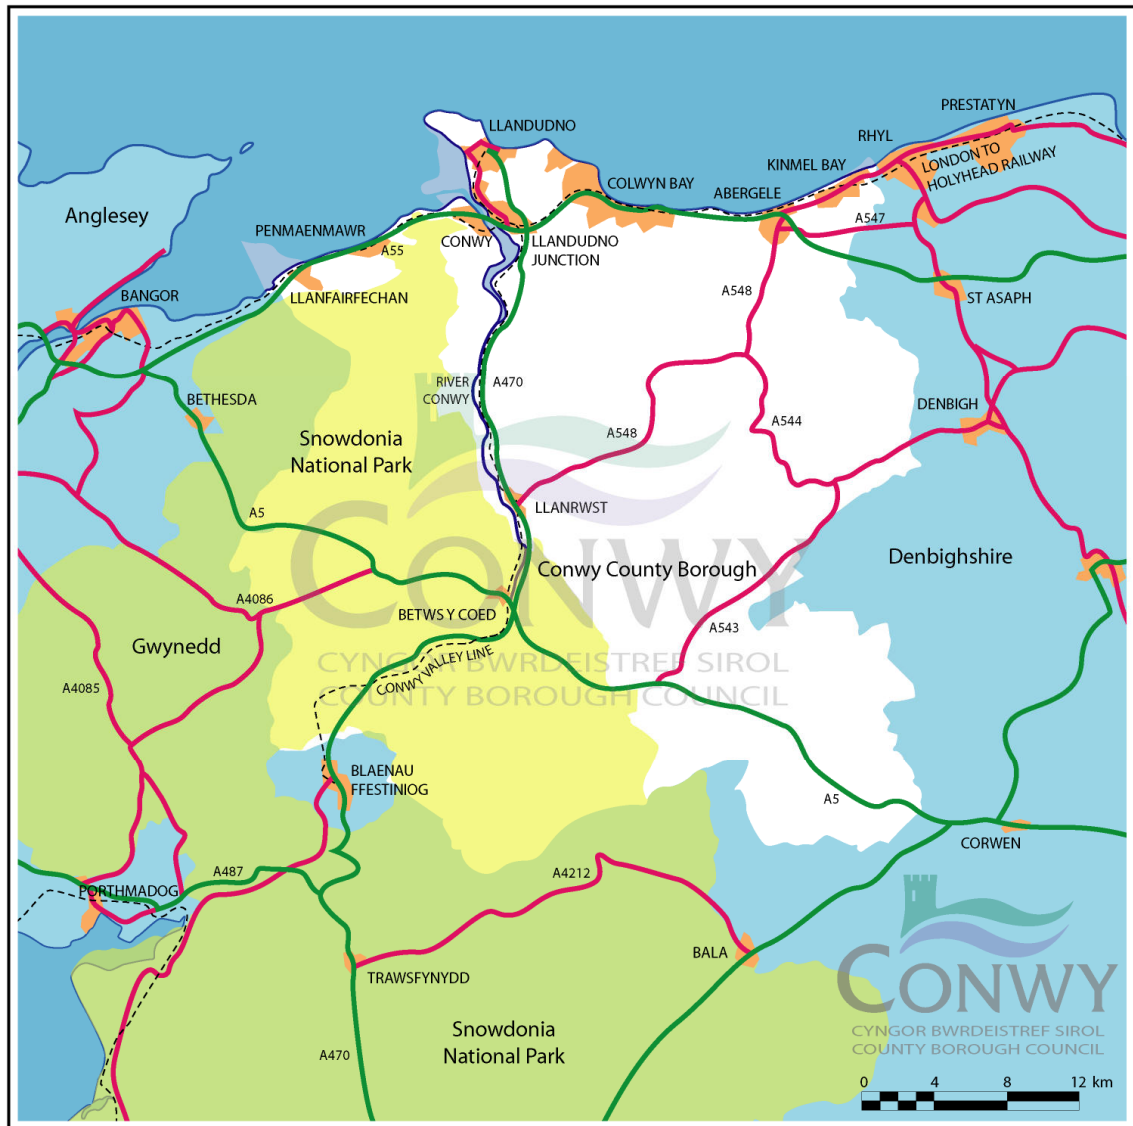 PRESTATYN
LLANDUDNO
RHYL
LONDON TO
HOLYHEAD RAILWAY
KINMEL BAY
COLWYN BAY
ABERGELE
A547
Anglesey
PENMAENMAWR
CONWY
LLANDUDNO
JUNCTION
A55
BANGOR
LLANFAIRFECHAN
A548
ST ASAPH
RIVER
CONWY
A470
BETHESDA
DENBIGH
Snowdonia
National Park
A548
A544
LLANRWST
A5
CONWY
Conwy County Borough
Denbighshire
A4086
BETWS Y COED
A543
Gwynedd
CYNGOR BWRDEISTREF SIROL
COUNTY BOROUGH COUNCIL
CONWY VALLEY LINE
A4085
BLAENAU
FFESTINIOG
A5
CORWEN
A487
A4212
PORTHMADOG
BALA
TRAWSFYNYDD
CONWY
CYNGOR BWRDEISTREF SIROL
COUNTY BOROUGH COUNCIL
Snowdonia
National Park
A470
0 4 8 12 km